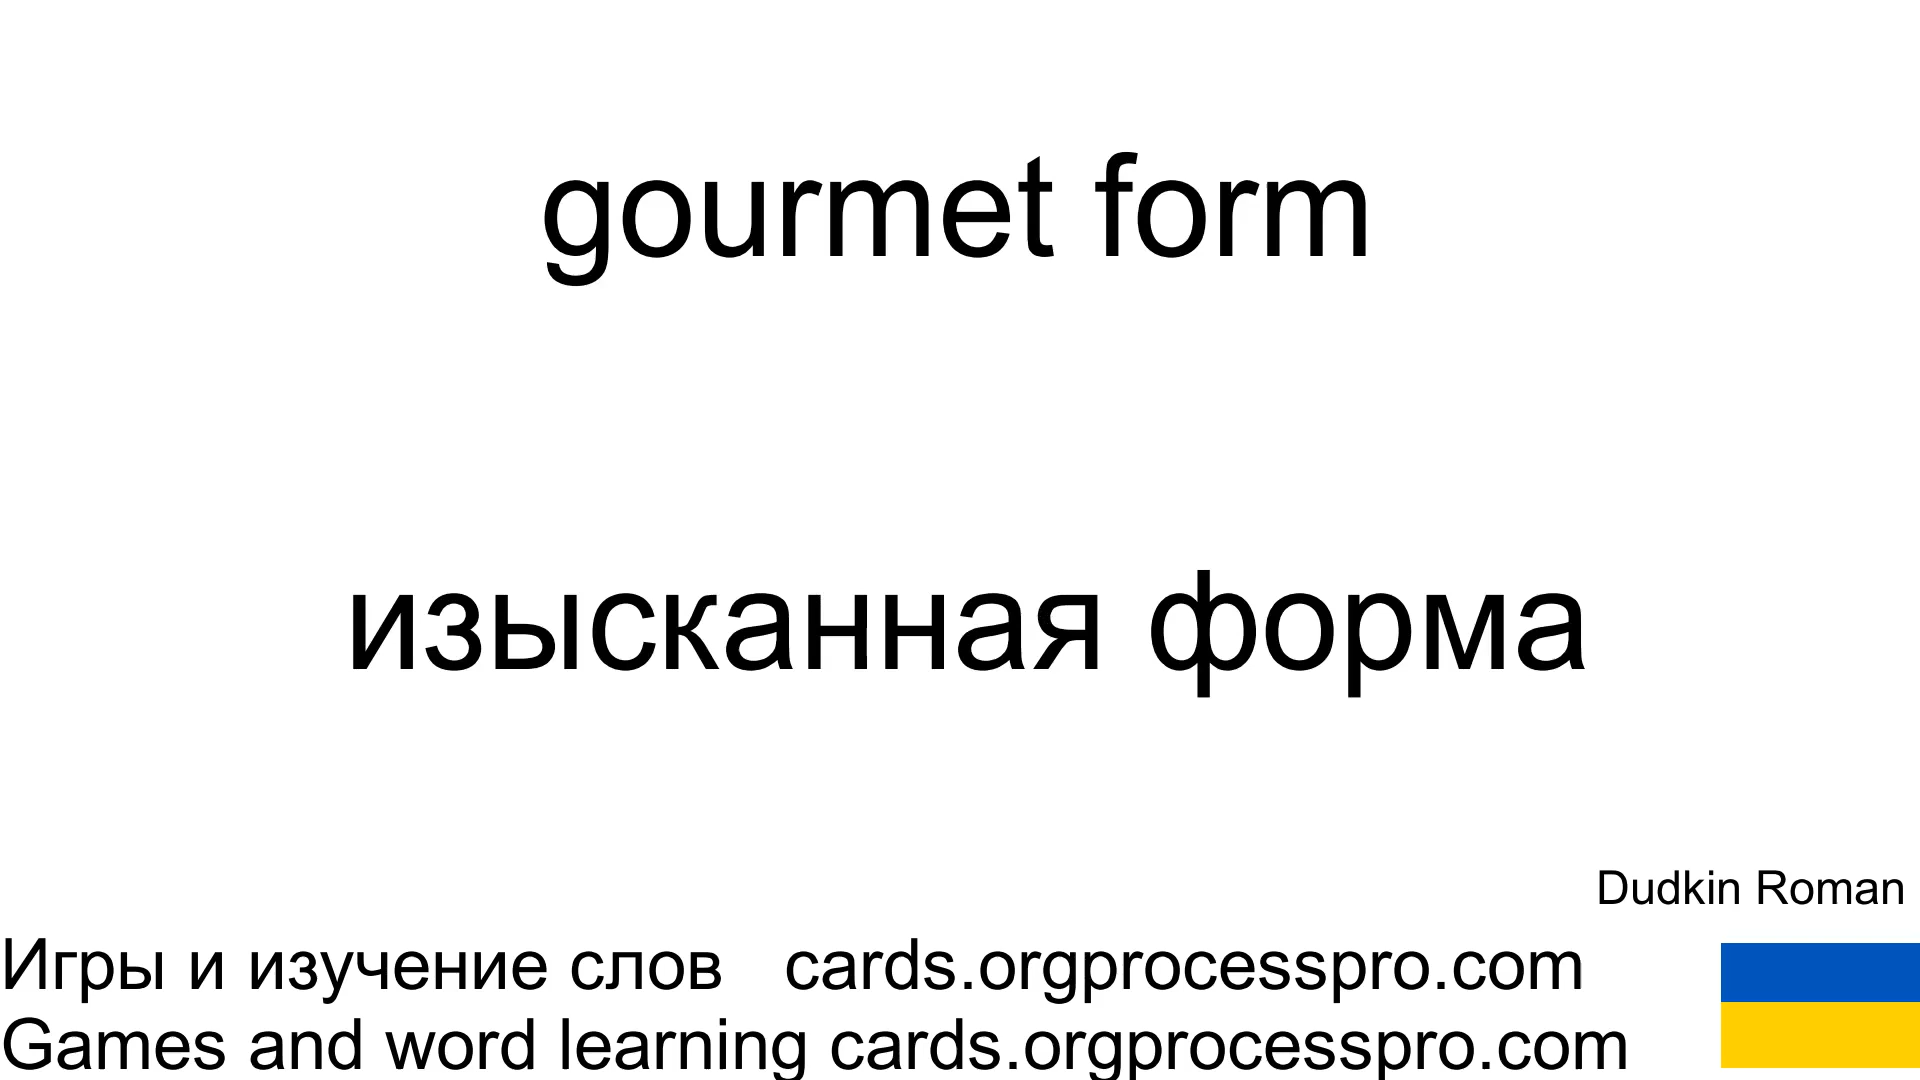 gourmet form
изысканная форма
Dudkin Roman
Игры и изучение слов cards.orgprocesspro.com
Games and word learning cards.orgprocesspro.com